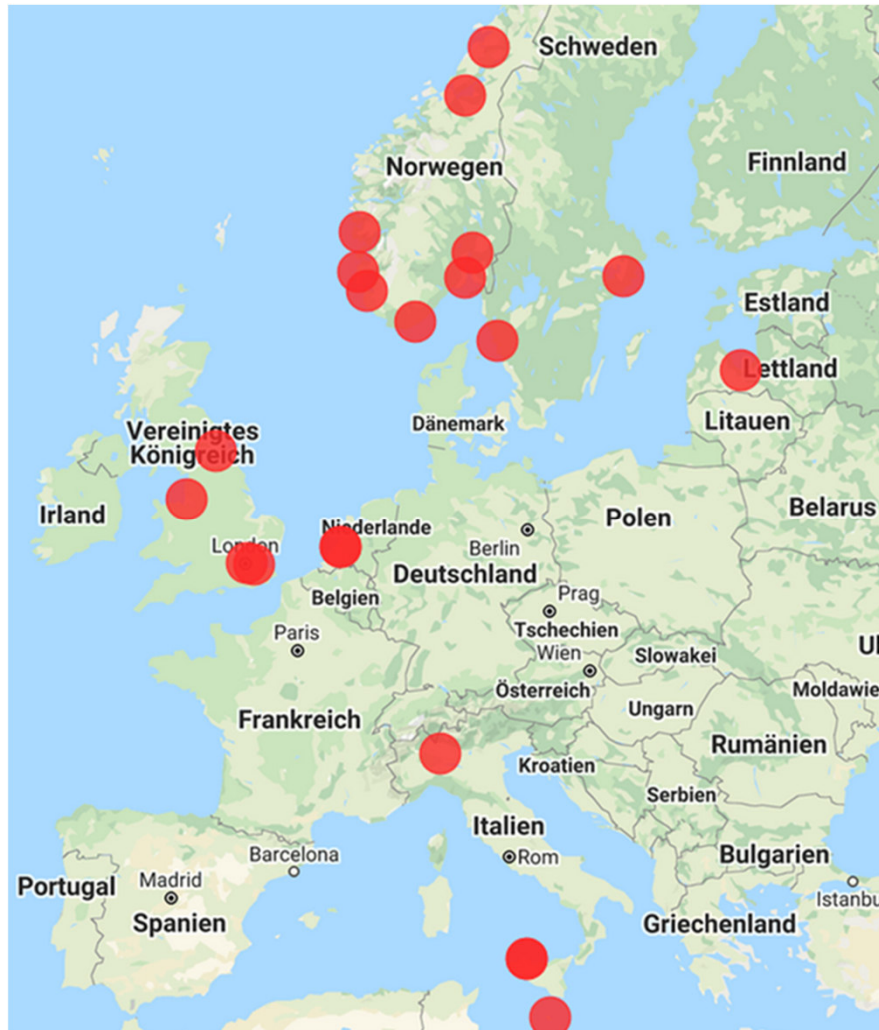 Schweden
Finnland
Norwegen
Estland
Lettland
Litauen
Dänemark
Vereinigtes
Königreich
Irland
Belarus
Polen
Niederlande
London
Berlin
Deutschland
Belgien
Prag
Tschechien
Paris
Wien
Slowakei
Uk
Österreich
Moldawie
Ungarn
Frankreich
Rumänien
Kroatien
Serbien
Italien
Barcelona
Rom
Bulgarien
Portugal
Madrid
Istanbu
Spanien
Griechenland